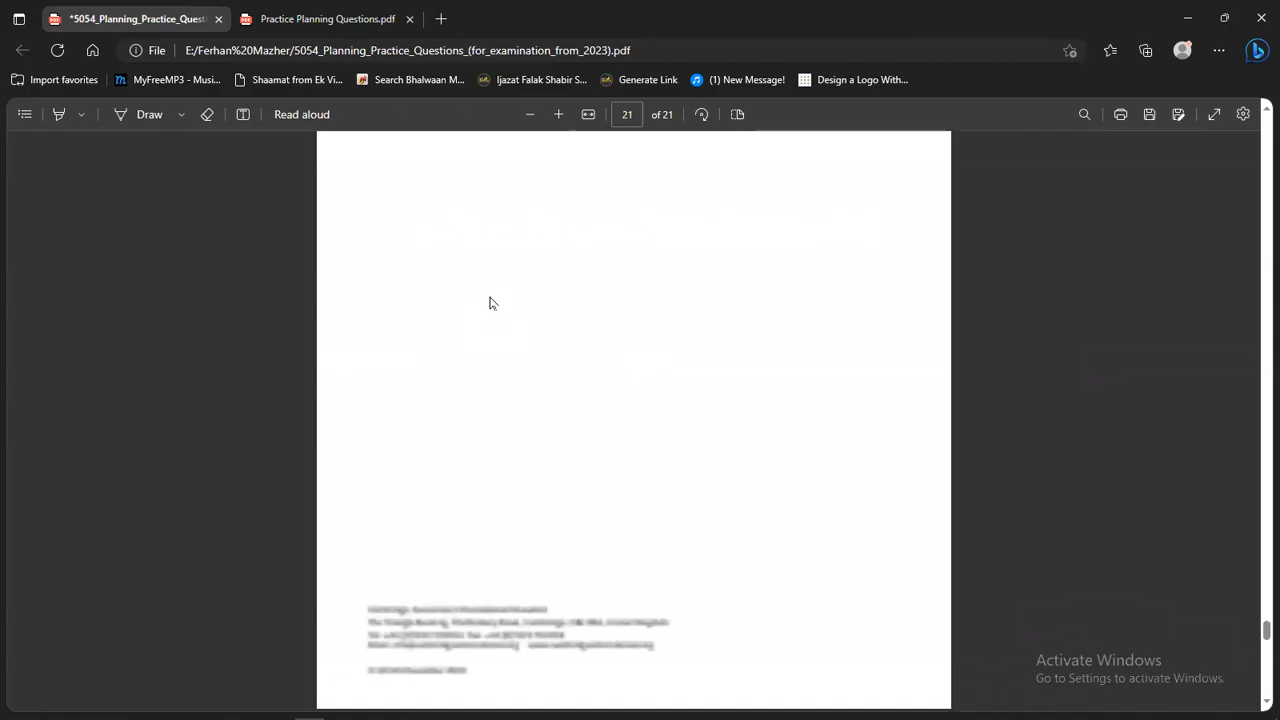 *5054_Planning_Practice_Quest
Practice Planning Questions.pdf
File
E:/Ferhan%20Mazher/5054_Planning_Practice_Questions_(for_examination_from_2023).pdf
Import favorites
MyFreeMP3 - Musi...
Shaamat from Ek Vi...
Search Bhalwaan M...
Ijazat Falak Shabir S...
Generate Link
(1) New Message!
Design a Logo With...
Draw
Read aloud
21
of 21
Activate Windows
Go to Settings to activate Windows.